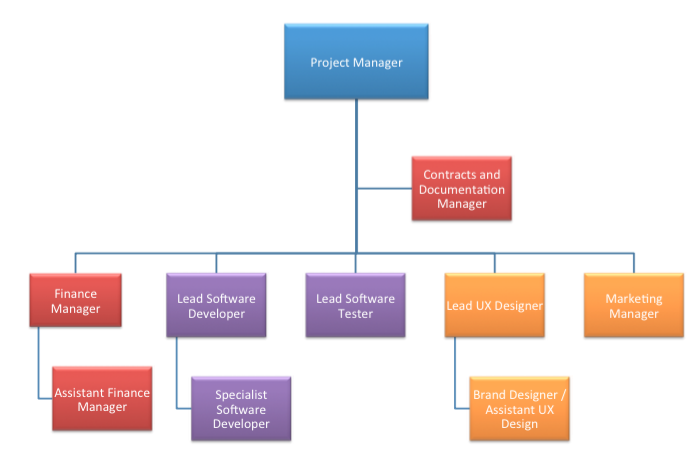 Project Manager
Contracts and
Documentation
Manager
Finance
Manager
Lead Software
Developer
Lead Software
Tester
Lead UX Designer
Marketing
Manager
Assistant Finance
Manager
Specialist
Software
Developer
Brand Designer /
Assistant UX
Design